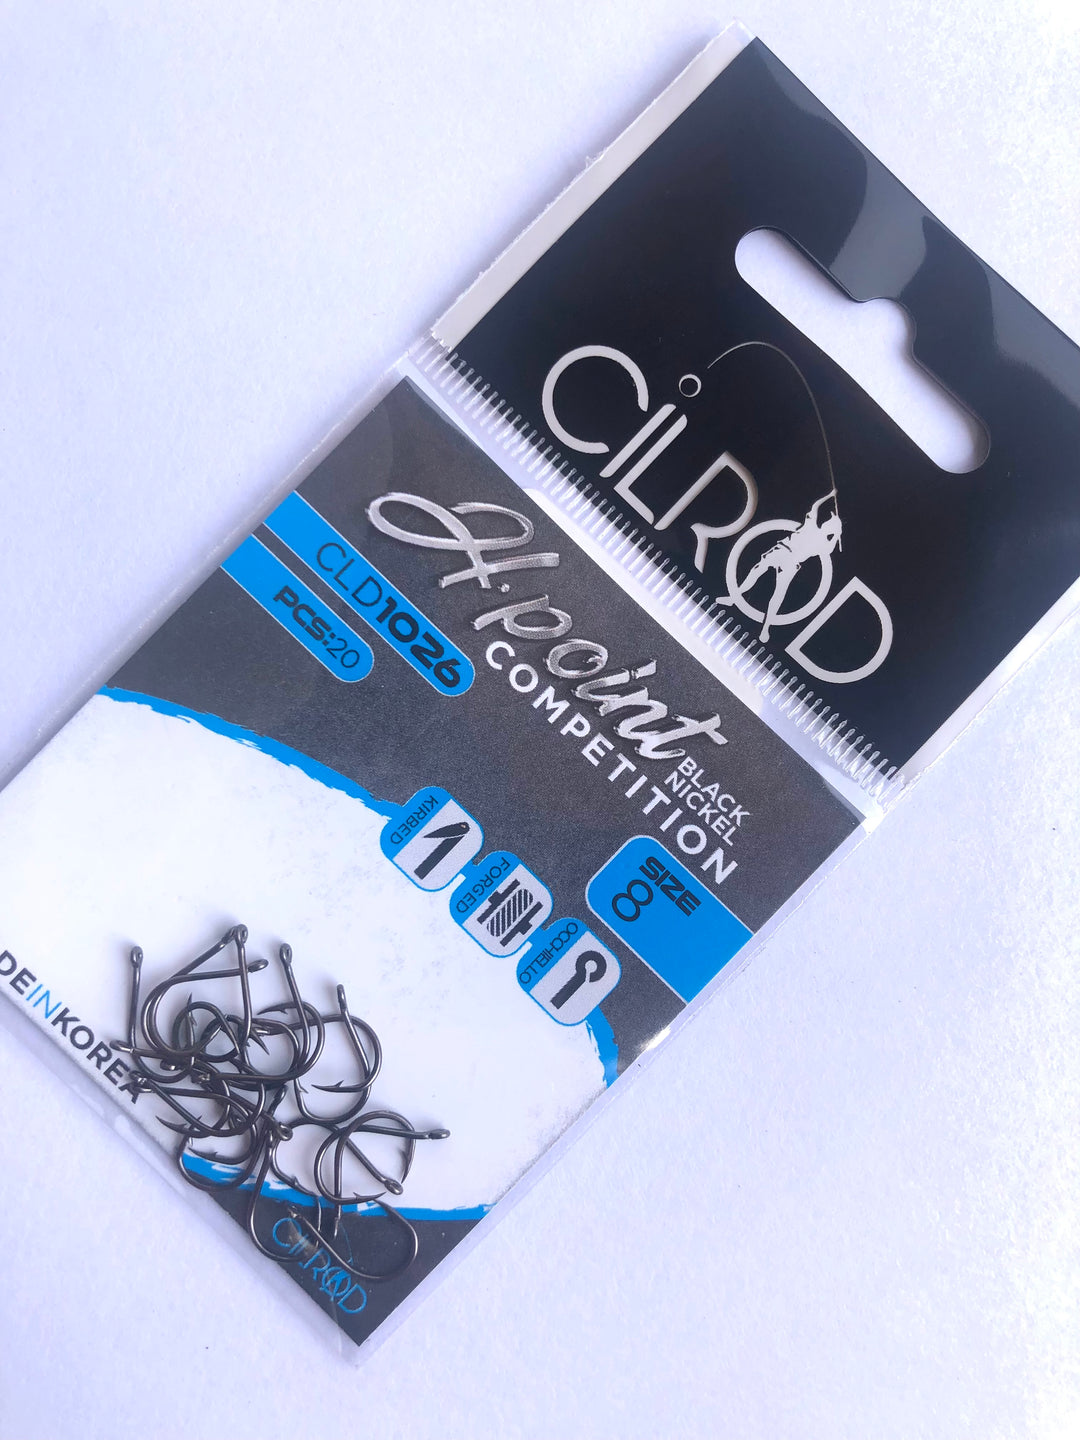 CILROD
H.point
BLACK
NICKEL
COMPETITION
CLD1026
PCS:20
SIZE
8
KIRBED
FORGED
OCCHIELLO
DEINKOREA
CILROD